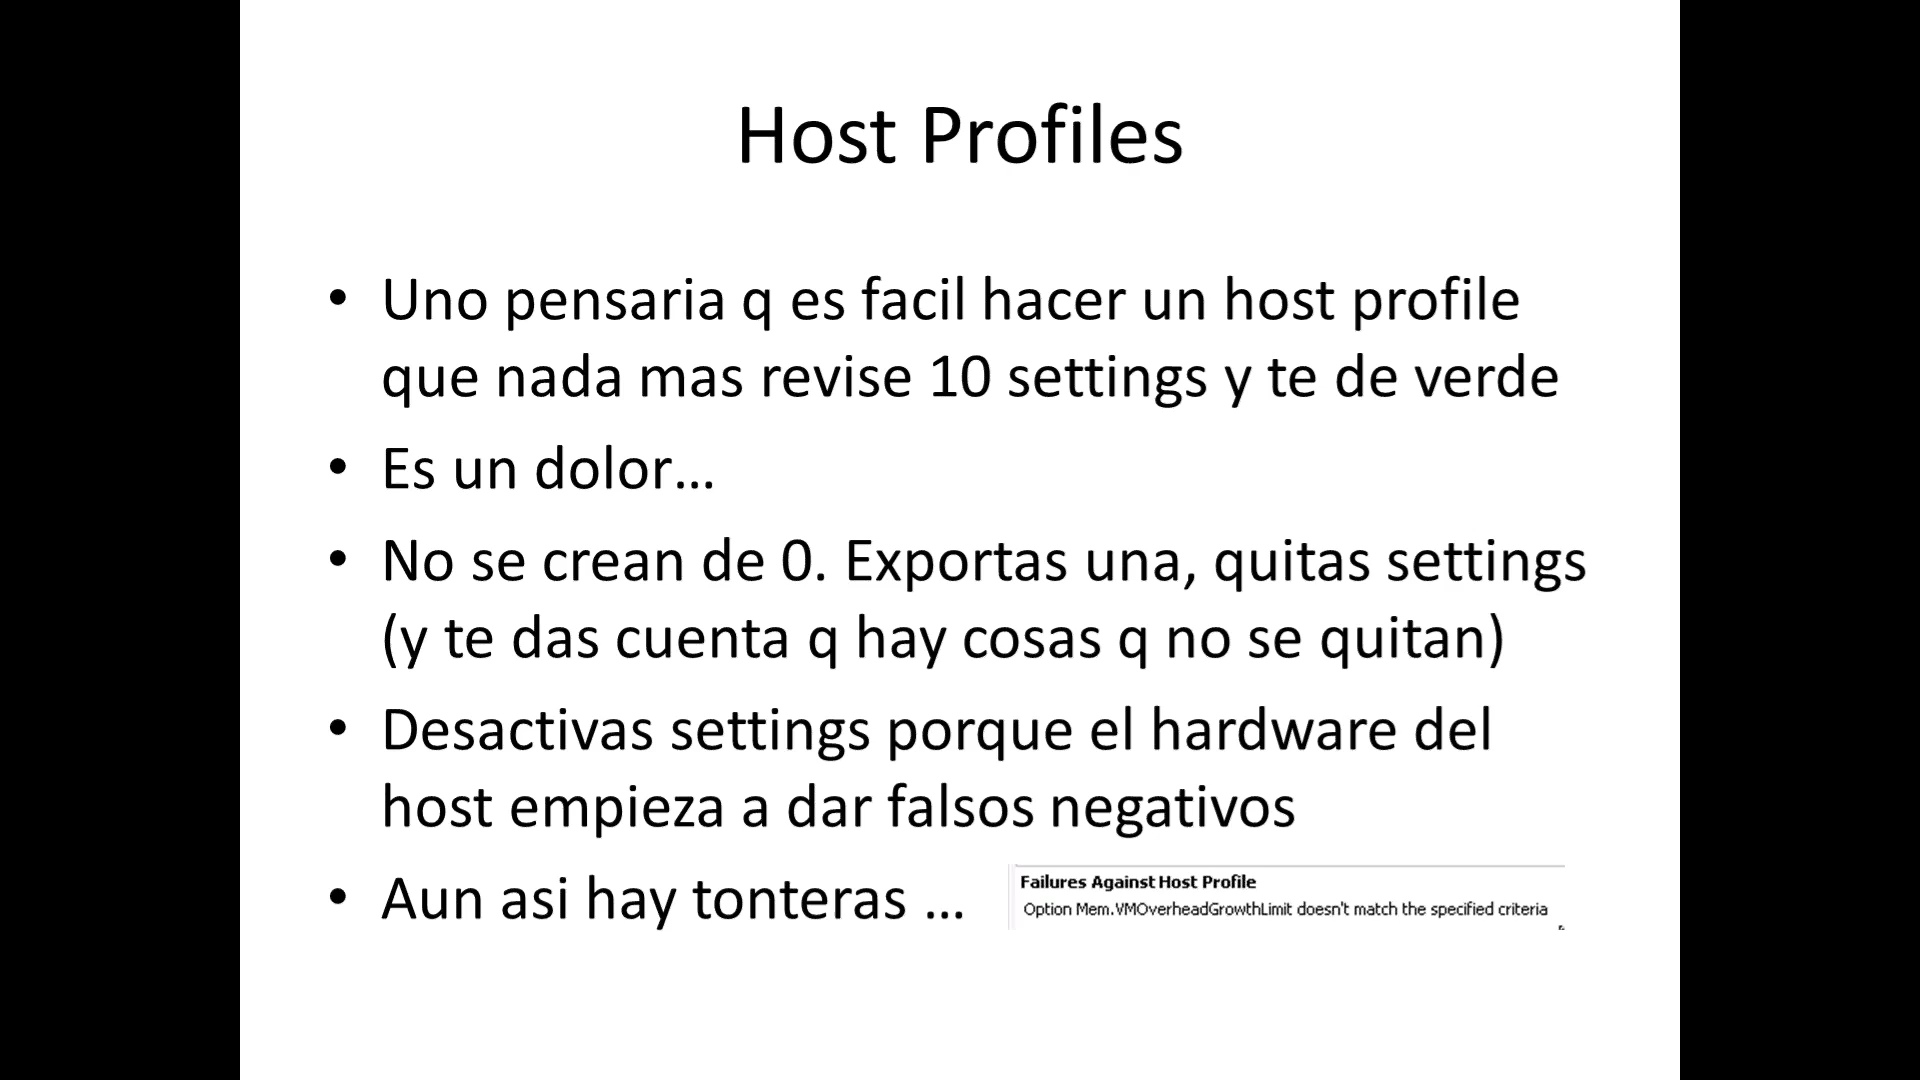 Host Profiles
• Uno pensaria q es facil hacer un host profile
que nada mas revise 10 settings y te de verde
• Es un dolor...
• No se crean de 0. Exportas una, quitas settings
(y te das cuenta q hay cosas q no se quitan)
• Desactivas settings porque el hardware del
host empieza a dar falsos negativos
• Aun asi hay tonteras ...
Failures Against Host Profile
Option Mem.VMOverheadGrowthLimit doesn't match the specified criteria